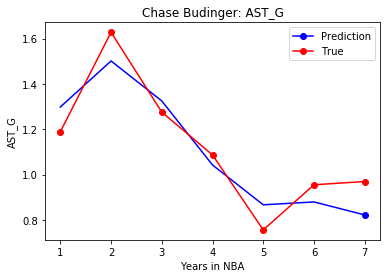 Chase Budinger: AST_G
Prediction
True
1.6
1.4
1.2
1.0
0.8
AST_G
1 2 3 4 5 6 7
Years in NBA